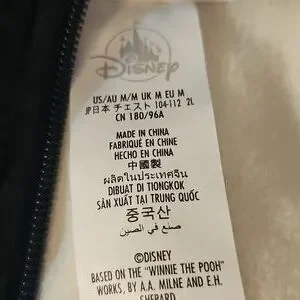 Disney
US/AU M/M UK M EU M
JP日本 チェスト 104-112 2L
CN 180/96A
MADE IN CHINA
FABRIQUÉ EN CHINE
HECHO EN CHINA
中國製
ผลิตในประเทศจีน
DIBUAT DI TIONGKOK
SẢN XUẤT TẠI TRUNG QUỐC
중국산
صنع في الصين
©DISNEY
BASED ON THE "WINNIE THE POOH"
WORKS, BY A.A. MILNE AND E.H.
SHEPARD